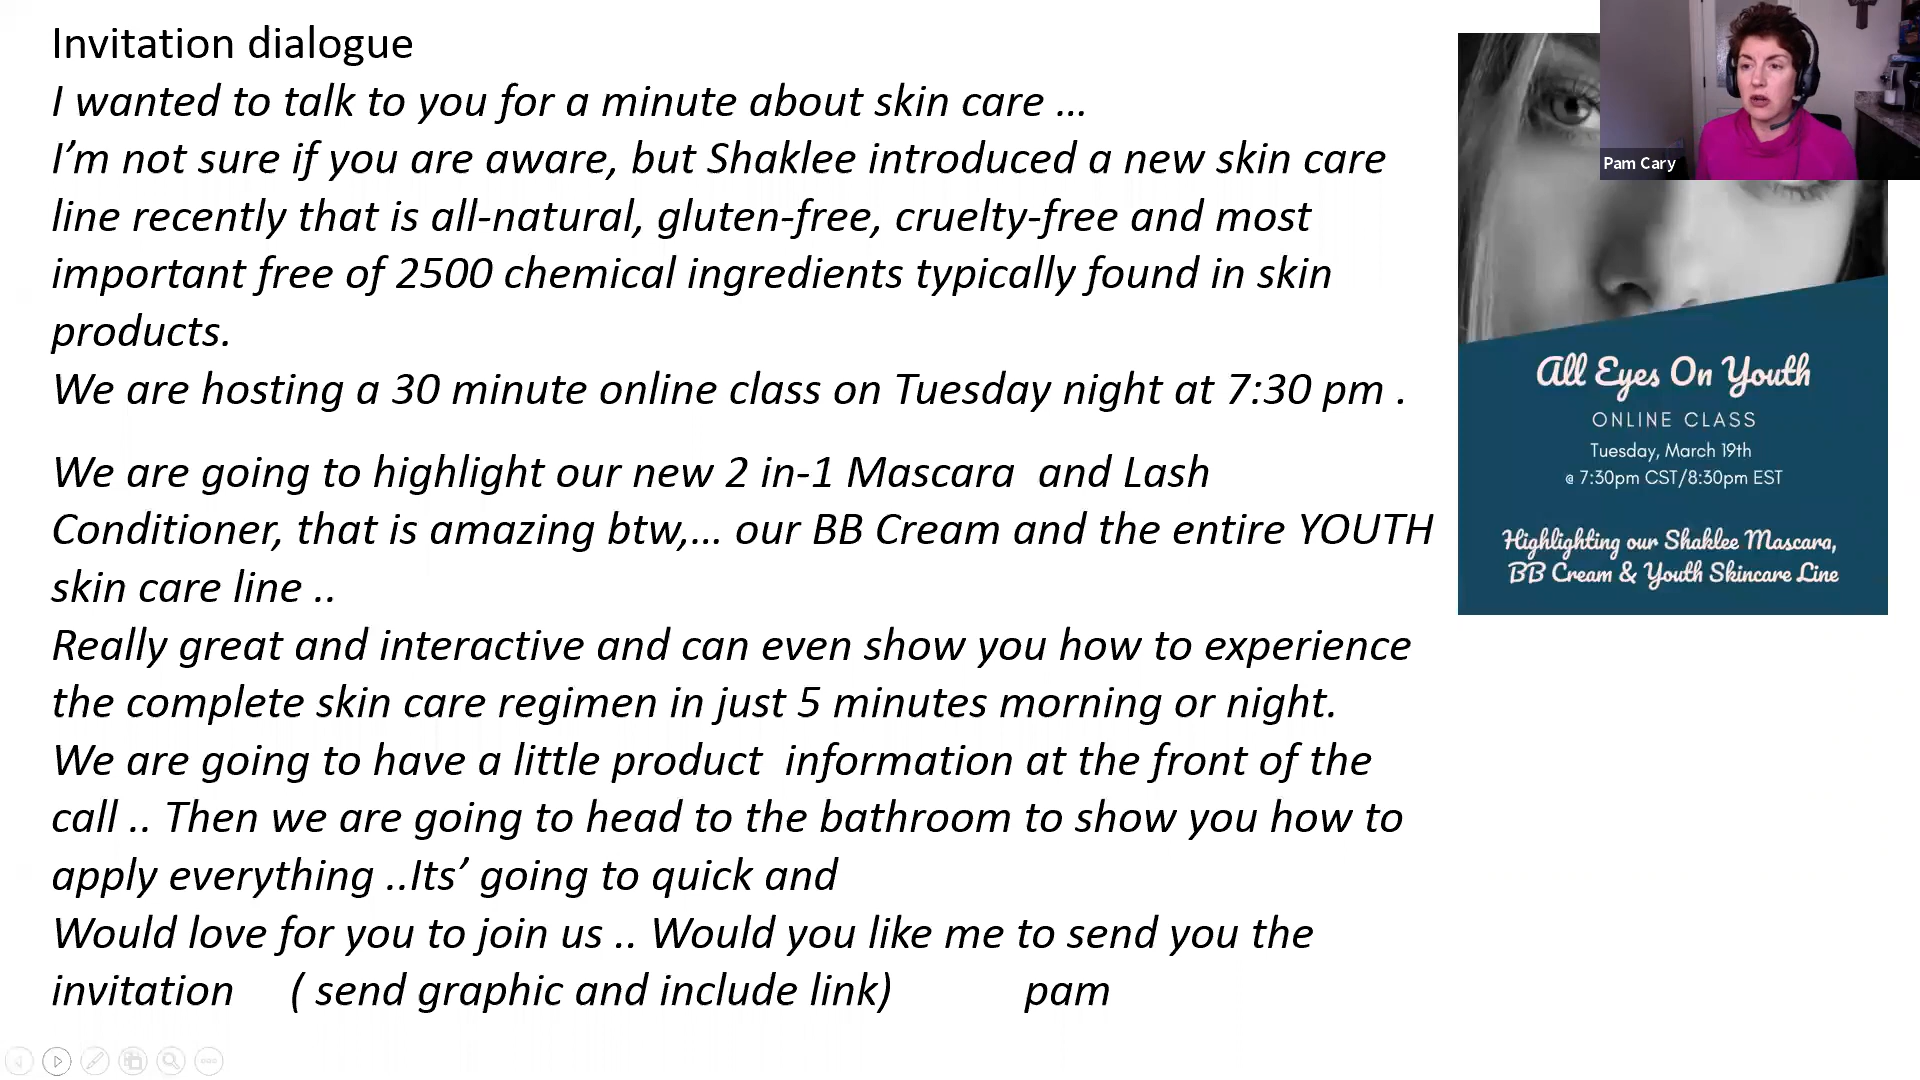 Invitation dialogue
I wanted to talk to you for a minute about skin care ...
I'm not sure if you are aware, but Shaklee introduced a new skin care
line recently that is all-natural, gluten-free, cruelty-free and most
important free of 2500 chemical ingredients typically found in skin
products.
We are hosting a 30 minute online class on Tuesday night at 7:30 pm .
We are going to highlight our new 2 in-1 Mascara  and Lash
Conditioner, that is amazing btw,... our BB Cream and the entire YOUTH
skin care line ..
Really great and interactive and can even show you how to experience
the complete skin care regimen in just 5 minutes morning or night.
We are going to have a little product  information at the front of the
call .. Then we are going to head to the bathroom to show you how to
apply everything ..Its’ going to quick and
Would love for you to join us .. Would you like me to send you the
invitation     ( send graphic and include link)            pam
Pam Cary
All Eyes On Youth
ONLINE CLASS
Tuesday, March 19th
@ 7:30pm CST/8:30pm EST
Highlighting our Shaklee Mascara,
BB Cream & Youth Skincare Line